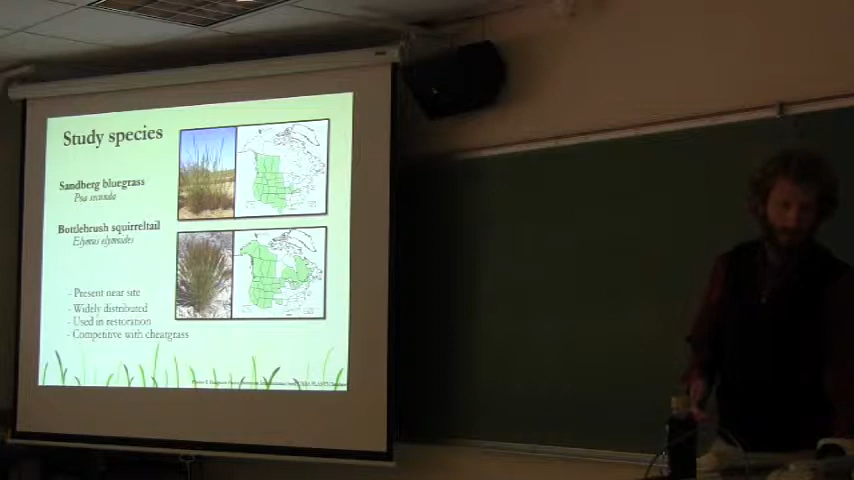 Study species
Sandberg bluegrass
Poa secunda
Bottlebrush squirreltail
Elymus elymoides
- Present near site
- Widely distributed
- Used in restoration
- Competitive with cheatgrass